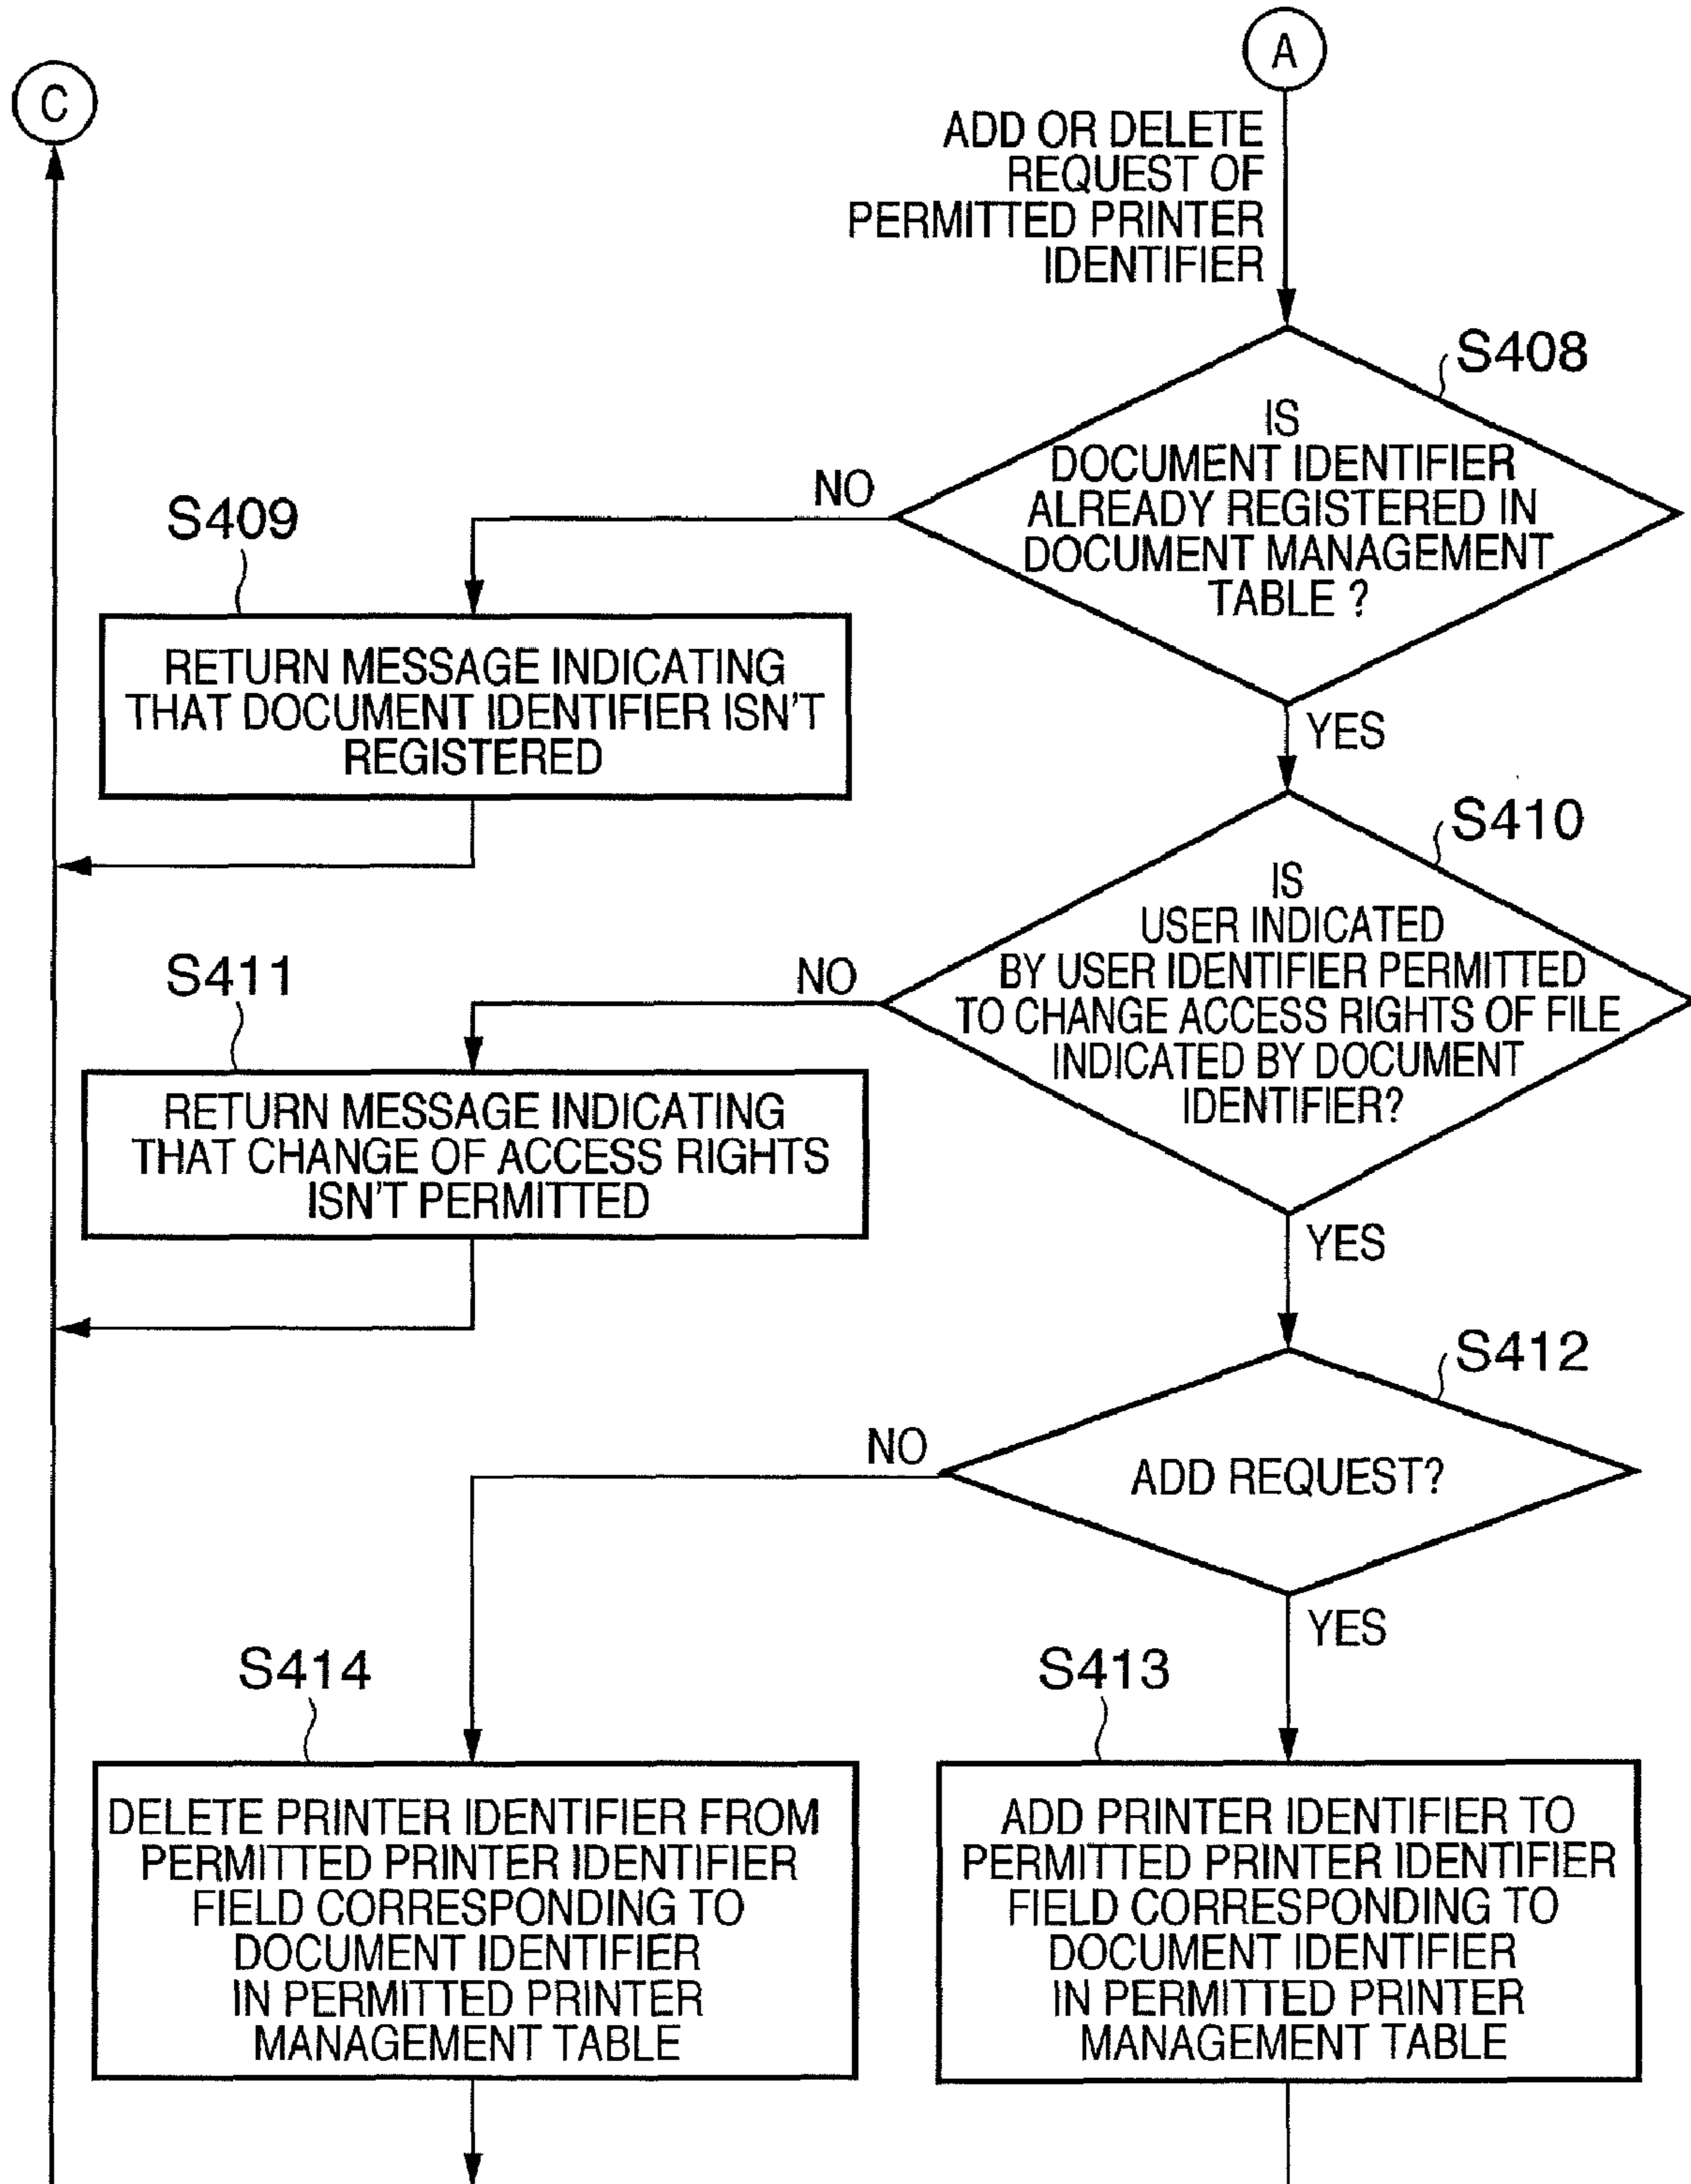 A
C
ADD OR DELETE
REQUEST OF
PERMITTED PRINTER
IDENTIFIER
S408
IS
DOCUMENT IDENTIFIER
ALREADY REGISTERED IN
DOCUMENT MANAGEMENT
TABLE ?
NO
YES
S409
RETURN MESSAGE INDICATING
THAT DOCUMENT IDENTIFIER ISN'T
REGISTERED
S410
IS
USER INDICATED
BY USER IDENTIFIER PERMITTED
TO CHANGE ACCESS RIGHTS OF FILE
INDICATED BY DOCUMENT
IDENTIFIER?
NO
YES
S411
RETURN MESSAGE INDICATING
THAT CHANGE OF ACCESS RIGHTS
ISN'T PERMITTED
S412
ADD REQUEST?
NO
YES
S414
DELETE PRINTER IDENTIFIER FROM
PERMITTED PRINTER IDENTIFIER
FIELD CORRESPONDING TO
DOCUMENT IDENTIFIER
IN PERMITTED PRINTER
MANAGEMENT TABLE
S413
ADD PRINTER IDENTIFIER TO
PERMITTED PRINTER IDENTIFIER
FIELD CORRESPONDING TO
DOCUMENT IDENTIFIER
IN PERMITTED PRINTER
MANAGEMENT TABLE